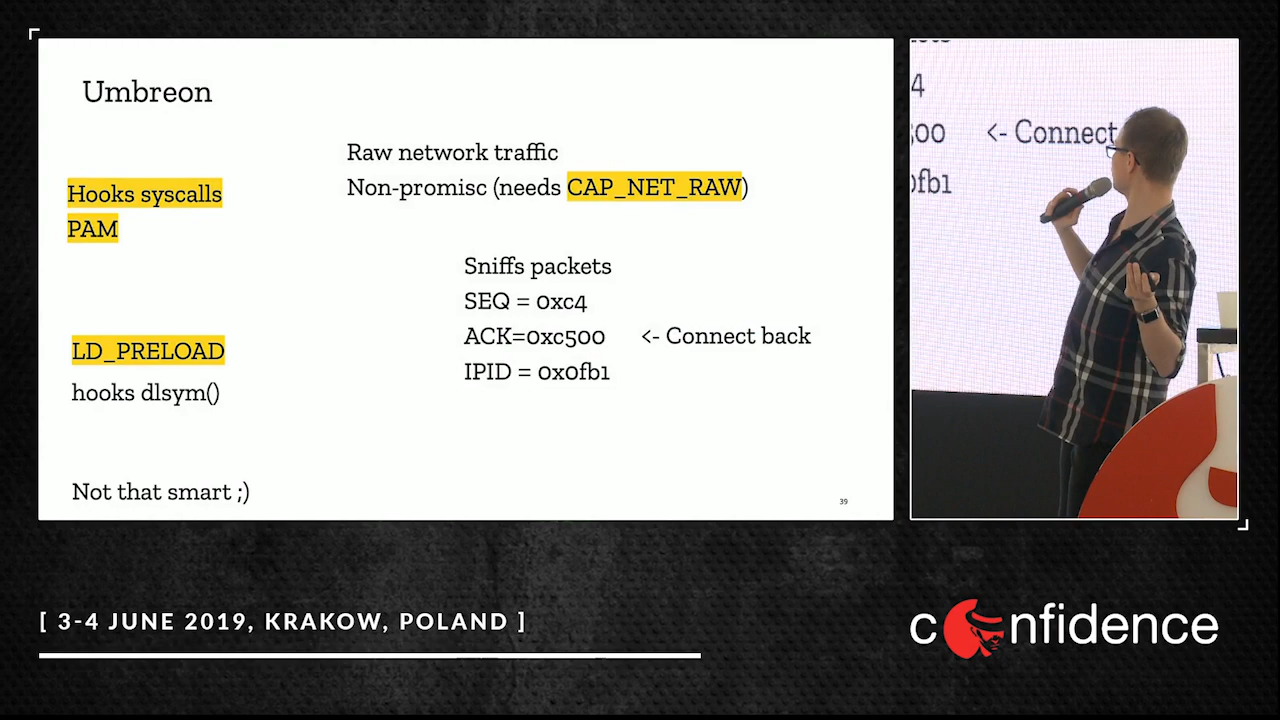 Umbreon
Raw network traffic
Non-promisc (needs CAP_NET_RAW)
Hooks syscalls
PAM
Sniffs packets
SEQ = 0xc4
ACK=0xc500 <- Connect back
IPID = 0x0fb1
LD_PRELOAD
hooks dlsym()
Not that smart ;)
39
4
00 <- Connect
0fb1
[ 3-4 JUNE 2019, KRAKOW, POLAND ]
confidence